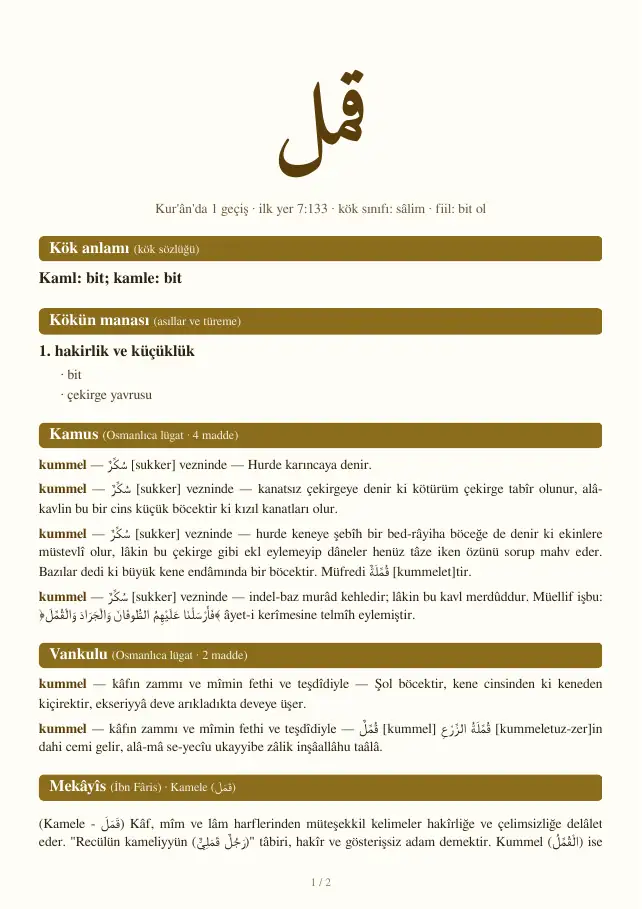 قمل
Kur'ân'da 1 geçiş · ilk yer 7:133 · kök sınıfı: sâlim · fiil: bit ol
Kök anlamı (kök sözlüğü)
Kaml: bit; kamle: bit
Kökün manası (asıllar ve türeme)
1. hakirlik ve küçüklük
· bit
· çekirge yavrusu
Kamus (Osmanlıca lügat · 4 madde)
kummel — سُكَّرٌ [sukker] vezninde — Hurde karıncaya denir.
kummel — سُكَّرٌ [sukker] vezninde — kanatsız çekirgeye denir ki kötürüm çekirge tabîr olunur, alâ-
kavlin bu bir cins küçük böcektir ki kızıl kanatları olur.
kummel — سُكَّرٌ [sukker] vezninde — hurde keneye şebîh bir bed-râyiha böceğe de denir ki ekinlere
müstevlî olur, lâkin bu çekirge gibi ekl eylemeyip dâneler henüz tâze iken özünü sorup mahv eder.
Bazılar dedi ki büyük kene endâmında bir böcektir. Müfredi قُمَّلَةٌ [kummelet]tir.
kummel — سُكَّرٌ [sukker] vezninde — indel-baz murâd kehledir; lâkin bu kavl merdûddur. Müellif işbu:
﴿فَأَرْسَلْنَا عَلَيْهِمُ الطُّوفَانَ وَالْجَرَادَ وَالْقُمَّلَ﴾ âyet-i kerîmesine telmîh eylemiştir.
Vankulu (Osmanlıca lügat · 2 madde)
kummel — kâfın zammı ve mîmin fethi ve teşdîdiyle — Şol böcektir, kene cinsinden ki keneden
kiçirektir, ekseriyyâ deve arıkladıkta deveye üşer.
kummel — kâfın zammı ve mîmin fethi ve teşdîdiyle — قُمَّلٌ [kummel] قُمَّلَةُ الزَّرْعِ [kummeletuz-zer]in
dahi cemi gelir, alâ-mâ se-yecîu ukayyibe zâlik inşâallâhu taâlâ.
Mekâyîs (İbn Fâris) · Kamele (قمل)
(Kamele - قَمَلَ) Kâf, mîm ve lâm harflerinden müteşekkil kelimeler hakîrliğe ve çelimsizliğe delâlet
eder. "Recülün kameliyyün (رَجُلٌ قَمَلِيٌّ)" tâbiri, hakîr ve gösterişsiz adam demektir. Kummel (الْقُمَّلُ) ise
1 / 2